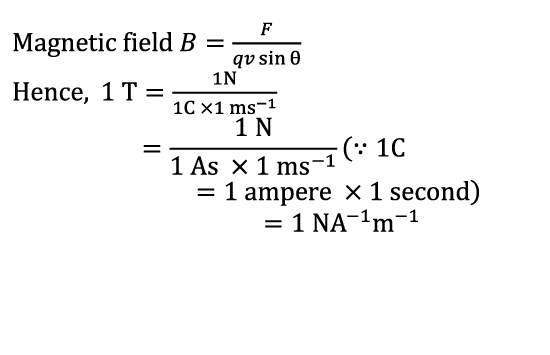 Magnetic field B = F / qv sin θ
Hence, 1 T = 1N / 1C ×1 ms⁻¹
= 1 N / 1 As × 1 ms⁻¹ (∵ 1C
= 1 ampere × 1 second)
= 1 NA⁻¹m⁻¹